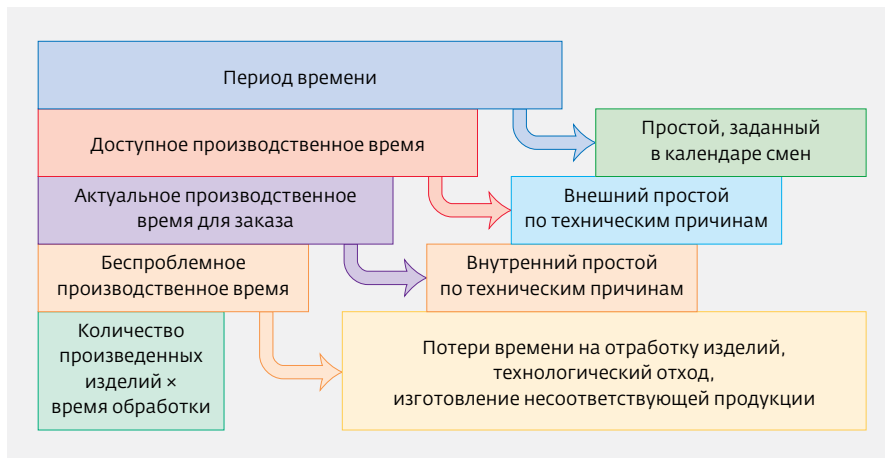 Период времени
Простой, заданный
в календаре смен
Доступное производственное время
Актуальное производственное
время для заказа
Внешний простой
по техническим причинам
Беспроблемное
производственное время
Внутренний простой
по техническим причинам
Количество
произведенных
изделий ×
время обработки
Потери времени на отработку изделий,
технологический отход,
изготовление несоответствующей продукции